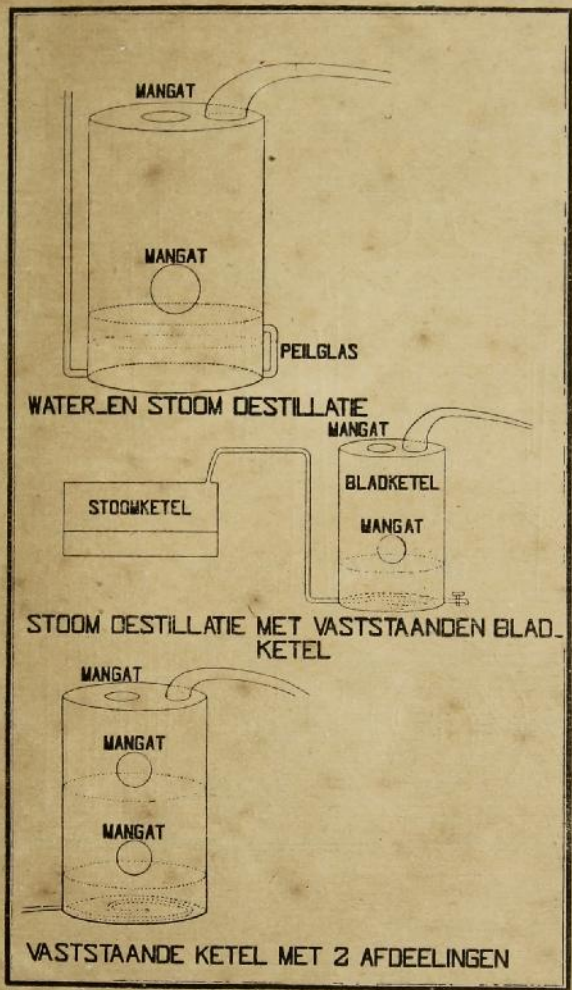 MANGAT
MANGAT
PEILGLAS
WATER_EN STOOM DESTILLATIE
MANGAT
STOOMKETEL
BLADKETEL
MANGAT
STOOM DESTILLATIE MET VASTSTAANDEN BLAD_
KETEL
MANGAT
MANGAT
MANGAT
VASTSTAANDE KETEL MET 2 AFDEELINGEN